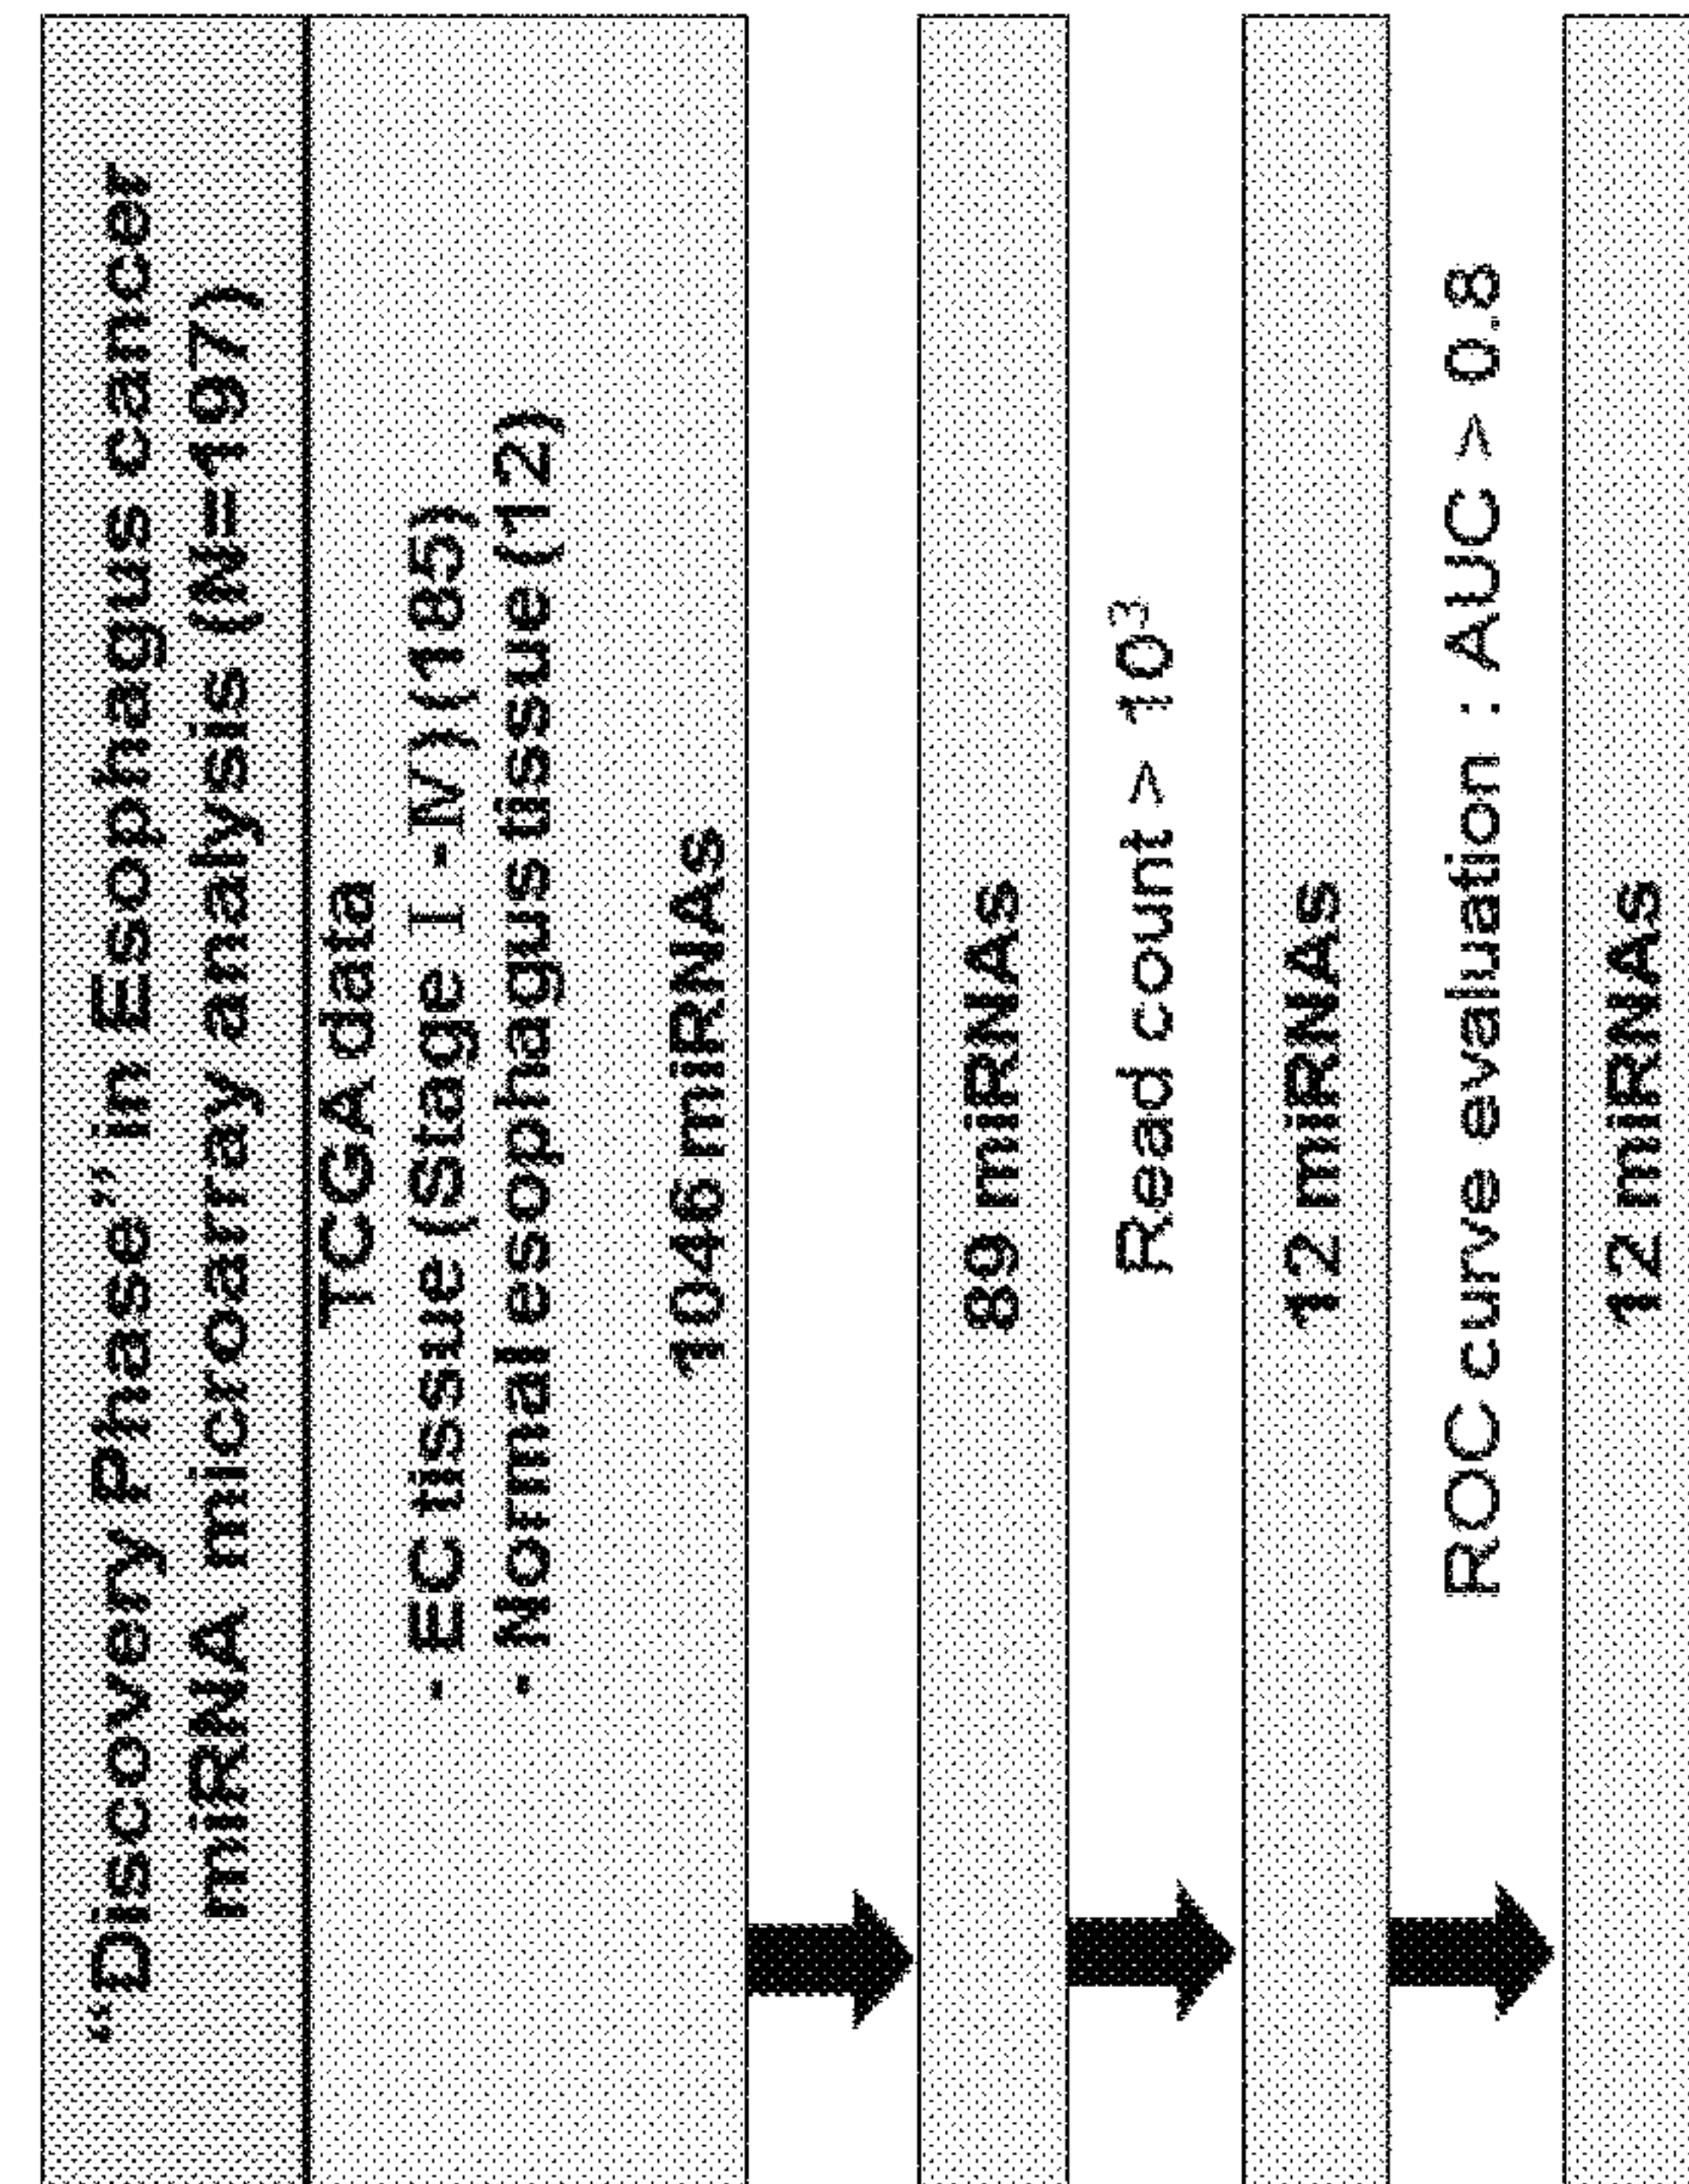 “Discovery Phase” in Esophagus cancer
miRNA microarray analysis (N=197)
TCGA data
- EC tissue (Stage I - IV) (185)
- Normal esophagus tissue (12)
1046 miRNAs
89 miRNAs
Read count > 10³
12 miRNAs
ROC curve evaluation : AUC > 0.8
12 miRNAs